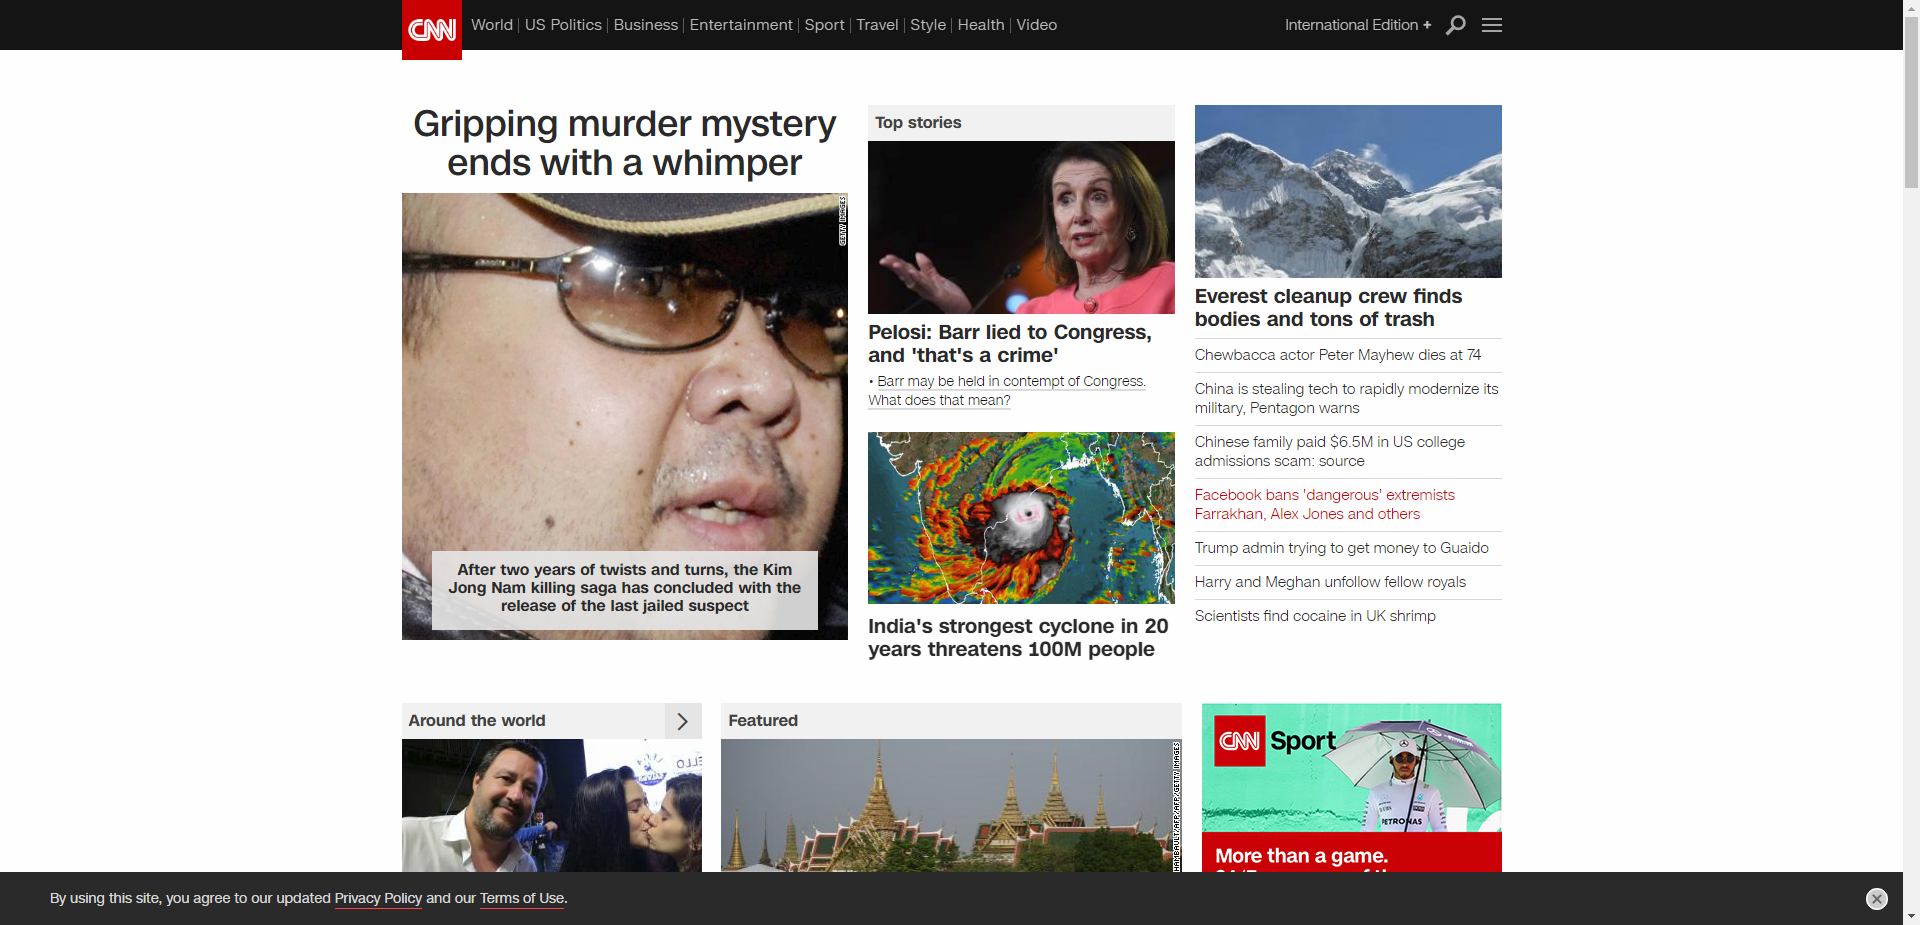 CNN
World
US Politics
Business
Entertainment
Sport
Travel
Style
Health
Video
International Edition +
Gripping murder mystery
ends with a whimper
GETTY IMAGES
After two years of twists and turns, the Kim
Jong Nam killing saga has concluded with the
release of the last jailed suspect
Top stories
Pelosi: Barr lied to Congress,
and 'that's a crime'
• Barr may be held in contempt of Congress.
What does that mean?
India's strongest cyclone in 20
years threatens 100M people
Everest cleanup crew finds
bodies and tons of trash
Chewbacca actor Peter Mayhew dies at 74
China is stealing tech to rapidly modernize its
military, Pentagon warns
Chinese family paid $6.5M in US college
admissions scam: source
Facebook bans 'dangerous' extremists
Farrakhan, Alex Jones and others
Trump admin trying to get money to Guaido
Harry and Meghan unfollow fellow royals
Scientists find cocaine in UK shrimp
Around the world
Featured
/AFP/AFP/GETTY IMAGES
CNN Sport
PETRONAS
More than a game.
By using this site, you agree to our updated Privacy Policy and our Terms of Use.